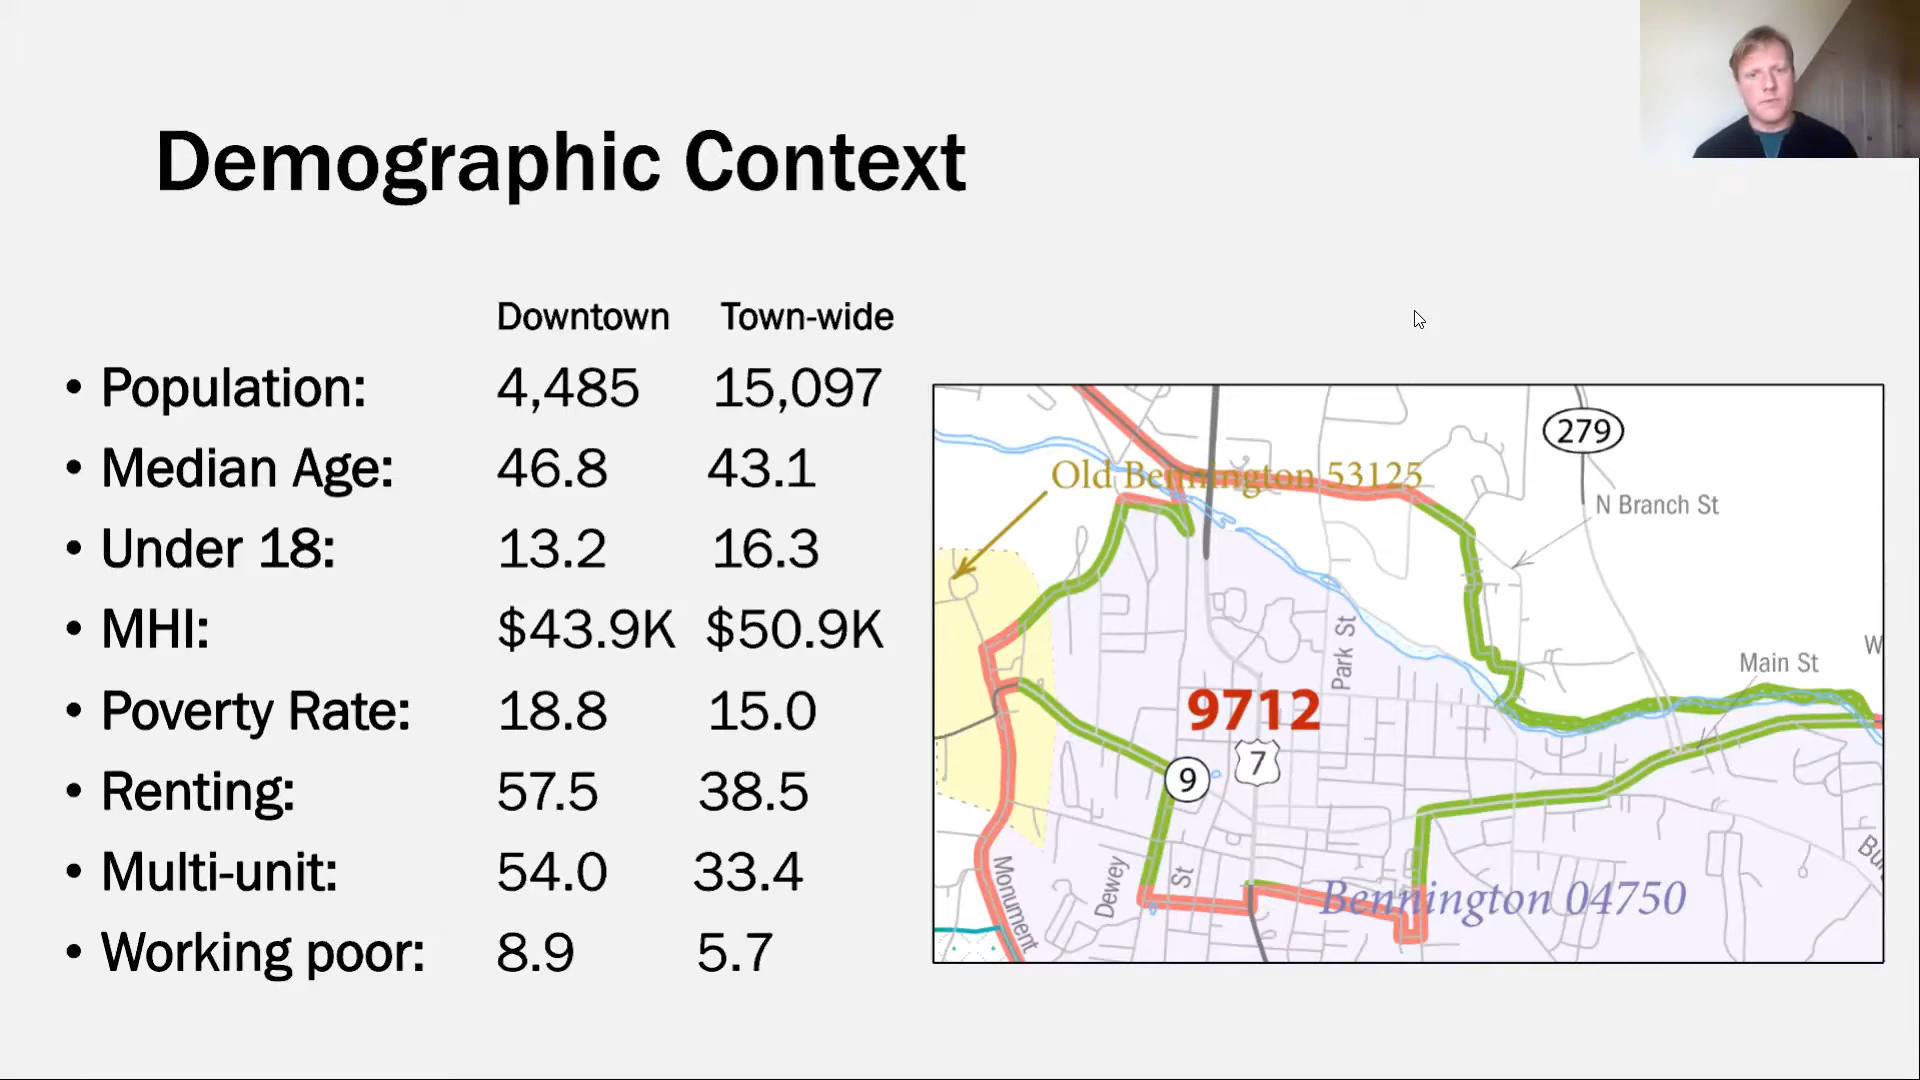 Demographic Context
Downtown Town-wide
• Population: 4,485 15,097
• Median Age: 46.8 43.1
• Under 18: 13.2 16.3
• MHI: $43.9K $50.9K
• Poverty Rate: 18.8 15.0
• Renting: 57.5 38.5
• Multi-unit: 54.0 33.4
• Working poor: 8.9 5.7
279
Old Bennington 53125
N Branch St
Park St
Main St
W
9712
7
9
Dewey St
Monument
Bennington 04750